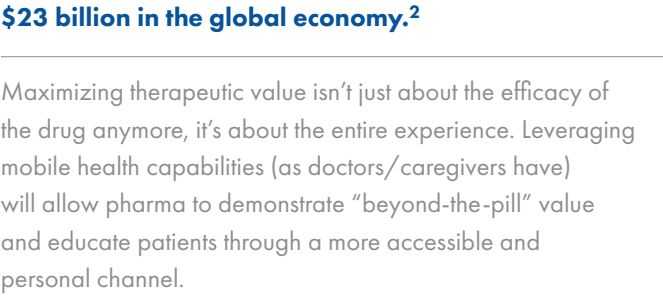 $23 billion in the global economy.2
Maximizing therapeutic value isn’t just about the efficacy of
the drug anymore, it’s about the entire experience. Leveraging
mobile health capabilities (as doctors/caregivers have)
will allow pharma to demonstrate “beyond-the-pill” value
and educate patients through a more accessible and
personal channel.